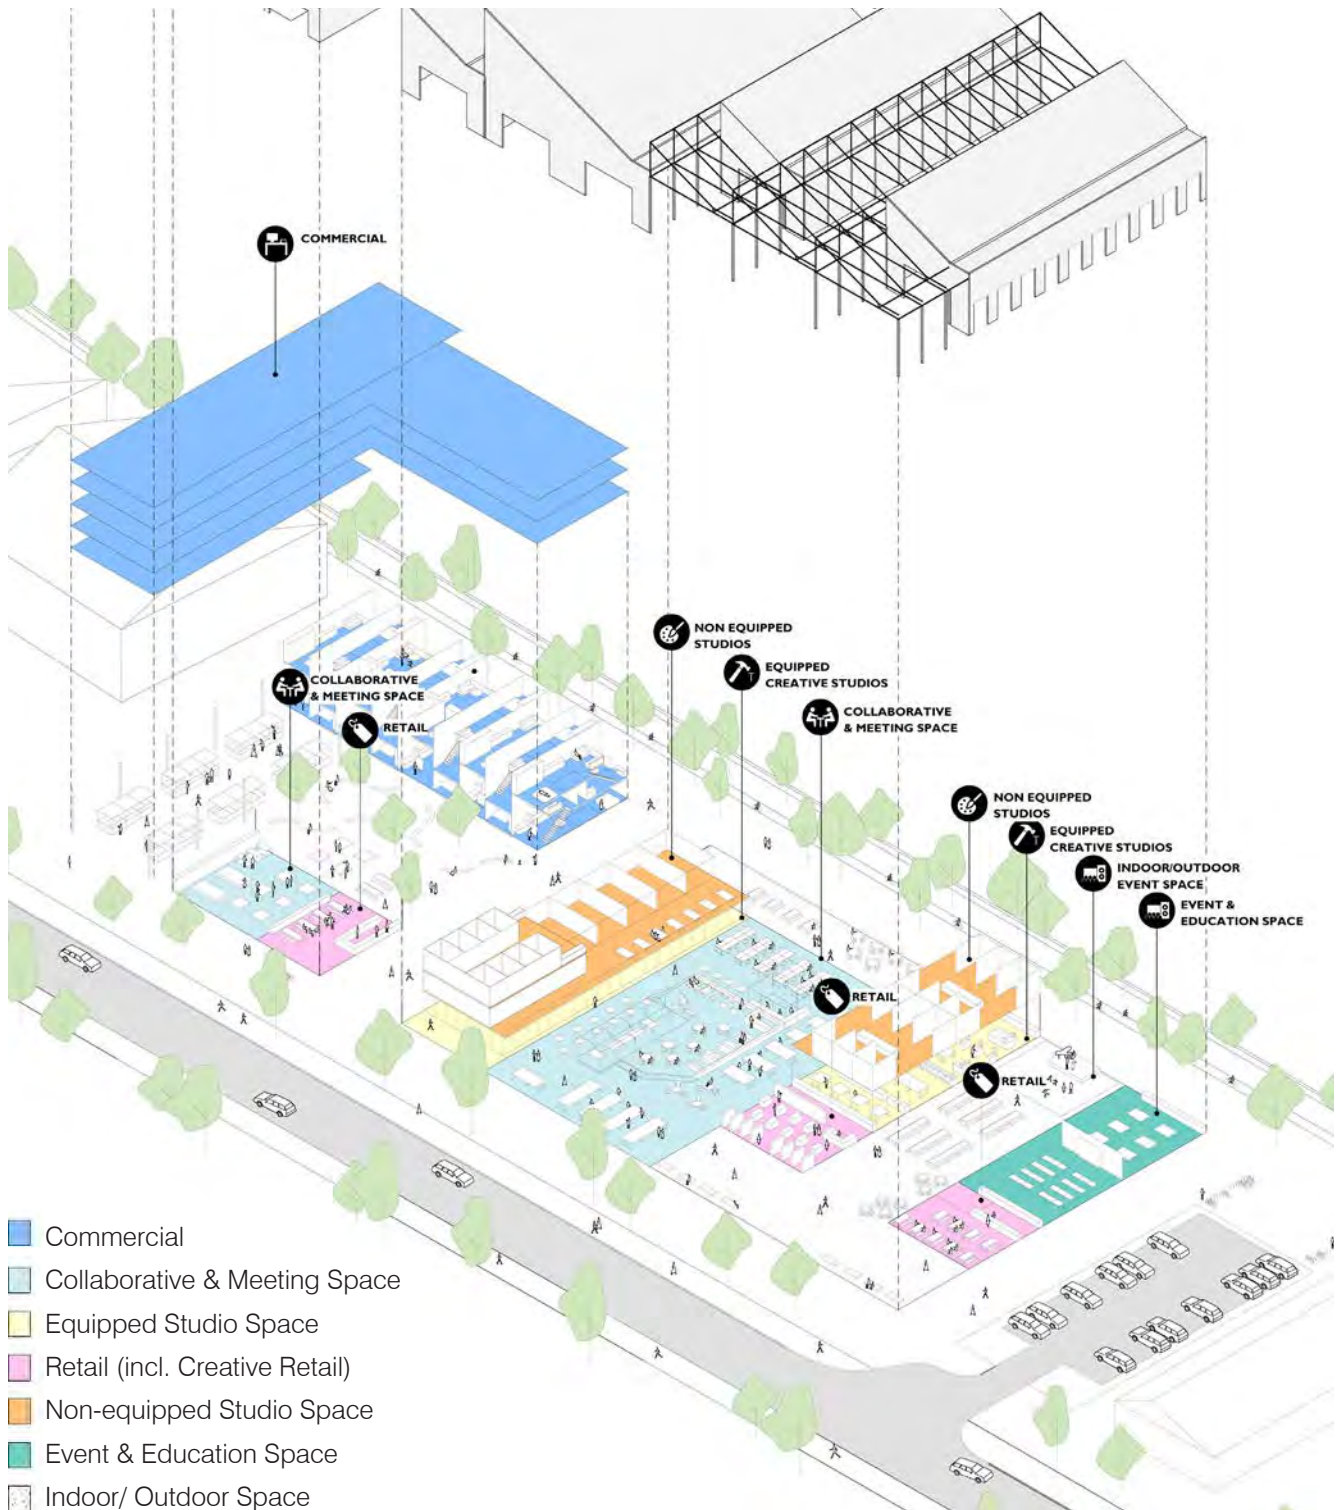 COMMERCIAL
NON EQUIPPED
STUDIOS
EQUIPPED
CREATIVE STUDIOS
COLLABORATIVE
& MEETING SPACE
RETAIL
COLLABORATIVE
& MEETING SPACE
NON EQUIPPED
STUDIOS
EQUIPPED
CREATIVE STUDIOS
INDOOR/OUTDOOR
EVENT SPACE
EVENT &
EDUCATION SPACE
RETAIL
RETAIL
Commercial
Collaborative & Meeting Space
Equipped Studio Space
Retail (incl. Creative Retail)
Non-equipped Studio Space
Event & Education Space
Indoor/ Outdoor Space